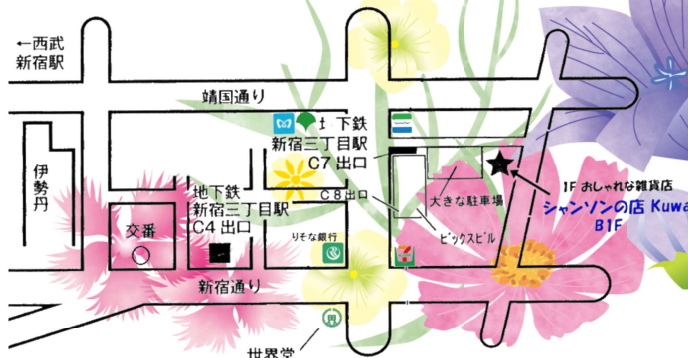 ←西武
新宿駅
靖国通り
地下鉄
新宿三丁目駅
C7 出口
伊勢丹
地下鉄
新宿三丁目駅
C4 出口
C8出口
大きな駐車場
1F おしゃれな雑貨店
シャンソンの店 Kuwa
B1F
交番
りそな銀行
ビックスビル
新宿通り
世界堂